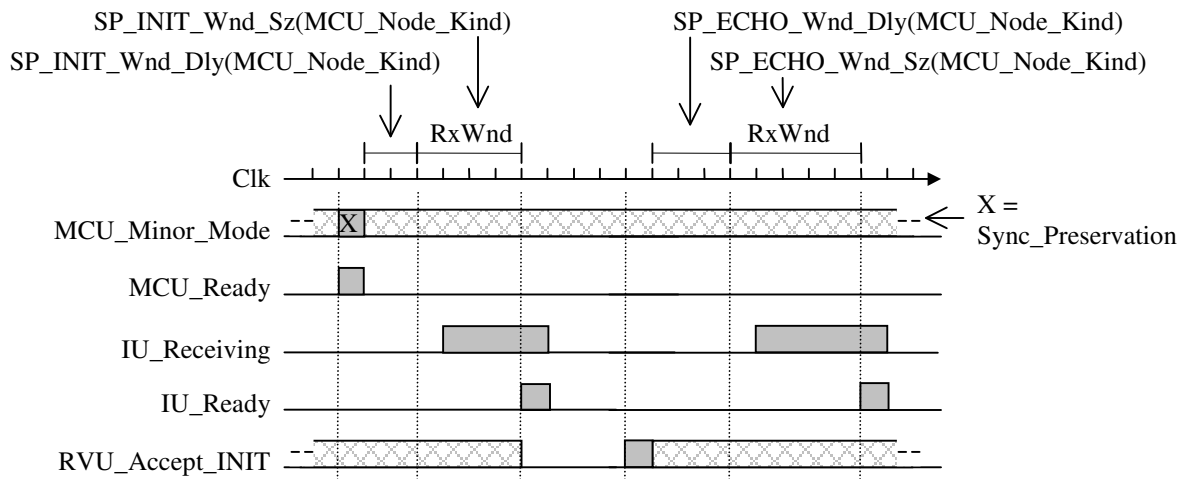 SP_INIT_Wnd_Sz(MCU_Node_Kind)
SP_ECHO_Wnd_Dly(MCU_Node_Kind)
SP_INIT_Wnd_Dly(MCU_Node_Kind)
SP_ECHO_Wnd_Sz(MCU_Node_Kind)
RxWnd
RxWnd
Clk
X
X =
MCU_Minor_Mode
Sync_Preservation
MCU_Ready
IU_Receiving
IU_Ready
RVU_Accept_INIT